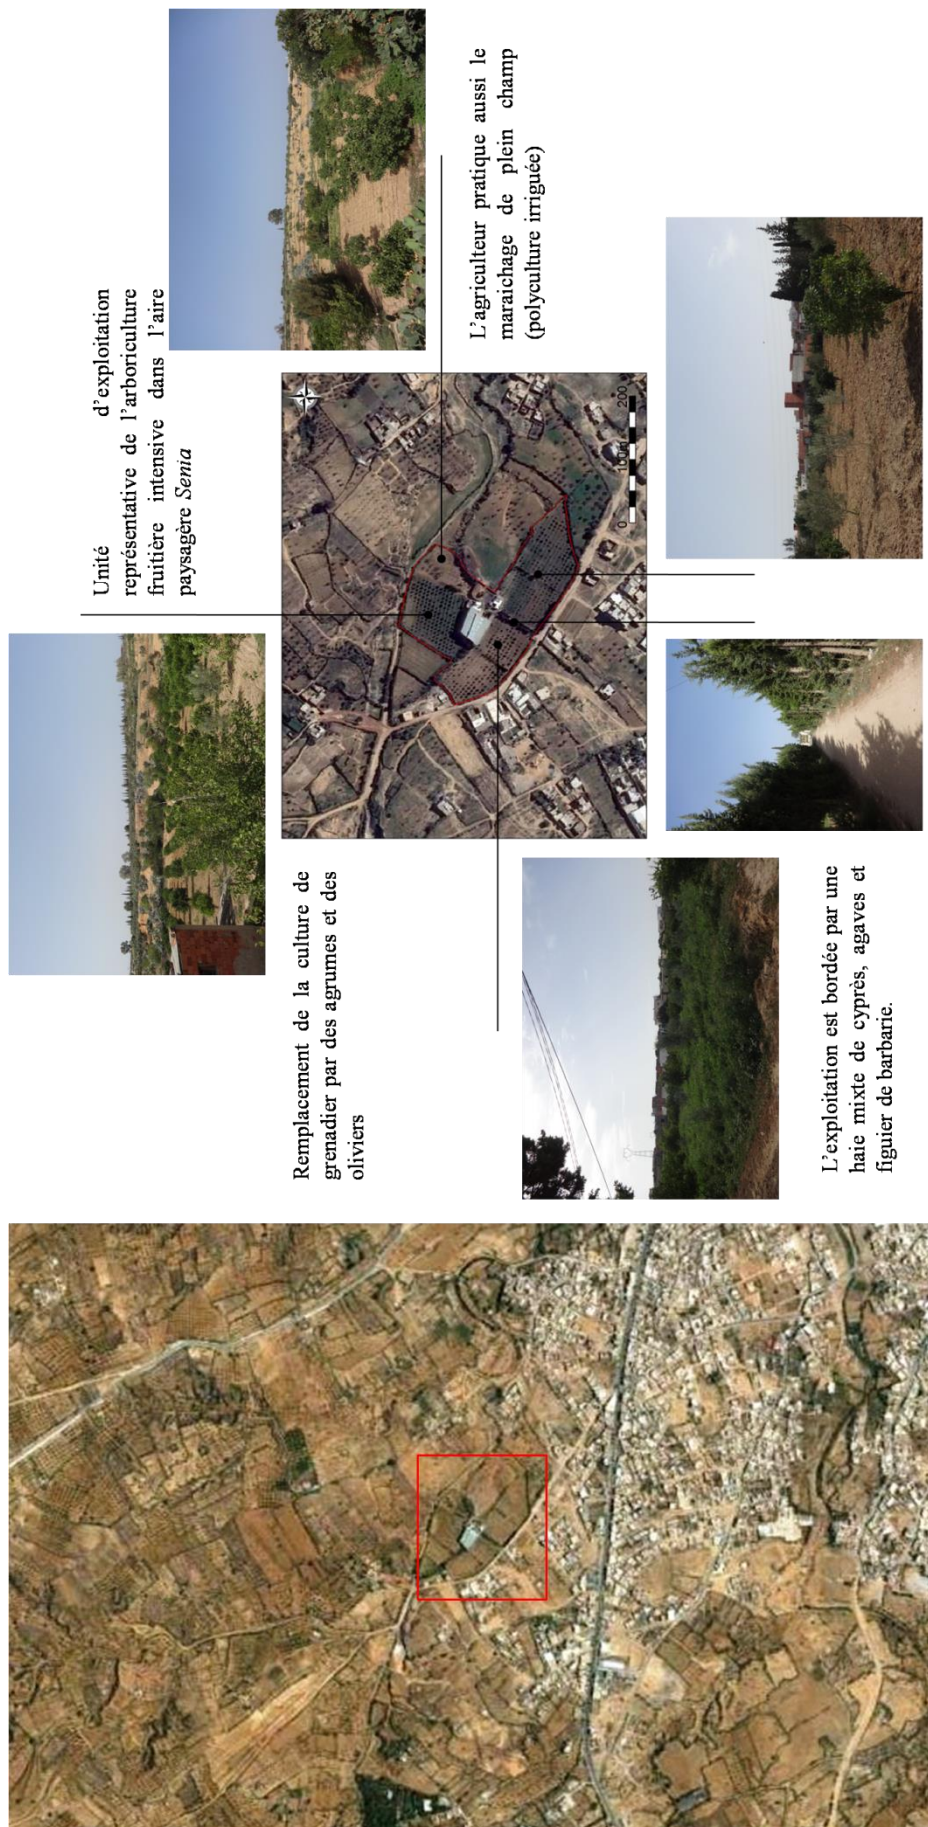 Unité d'exploitation
représentative de l'arboriculture
fruitière intensive dans l'aire
paysagère Senia
L'agriculteur pratique aussi le
maraichage de plein champ
(polyculture irriguée)
Remplacement de la culture de
grenadier par des agrumes et des
oliviers
0 100m 200
L'exploitation est bordée par une
haie mixte de cyprès, agaves et
figuier de barbarie.